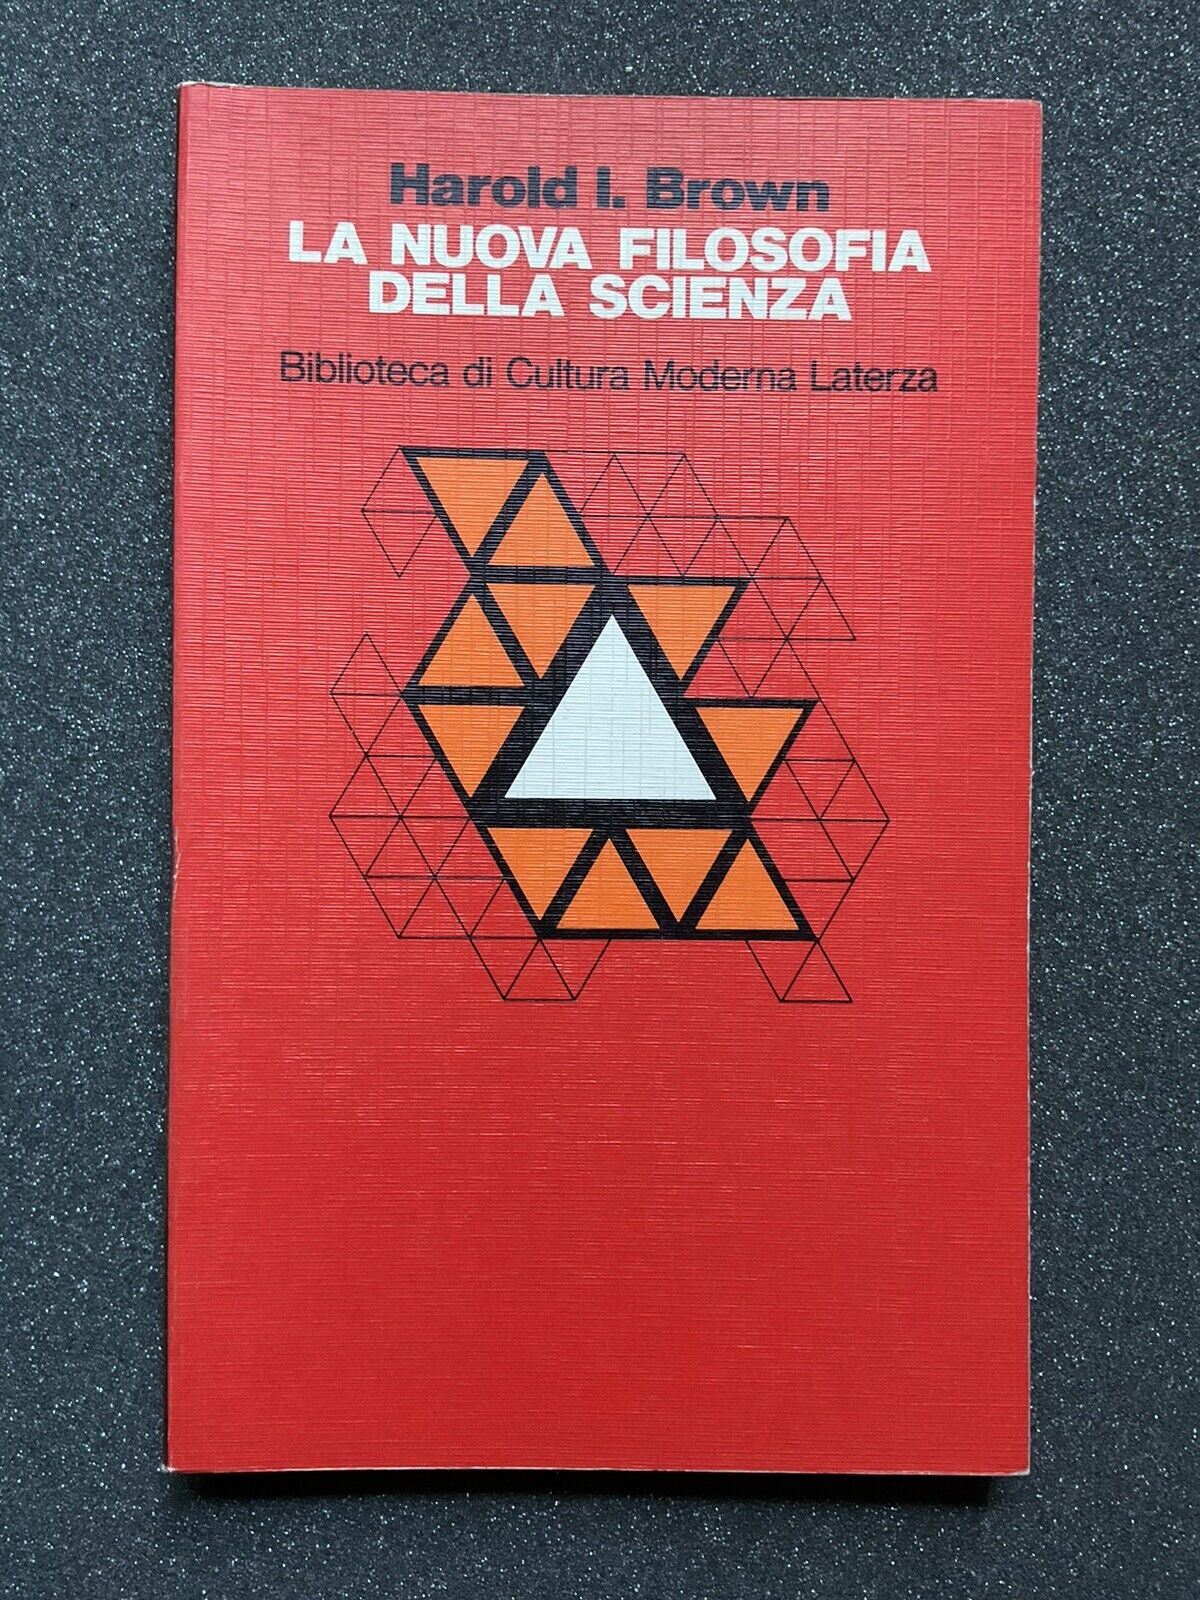 Harold I. Brown
LA NUOVA FILOSOFIA
DELLA SCIENZA
Biblioteca di Cultura Moderna Laterza